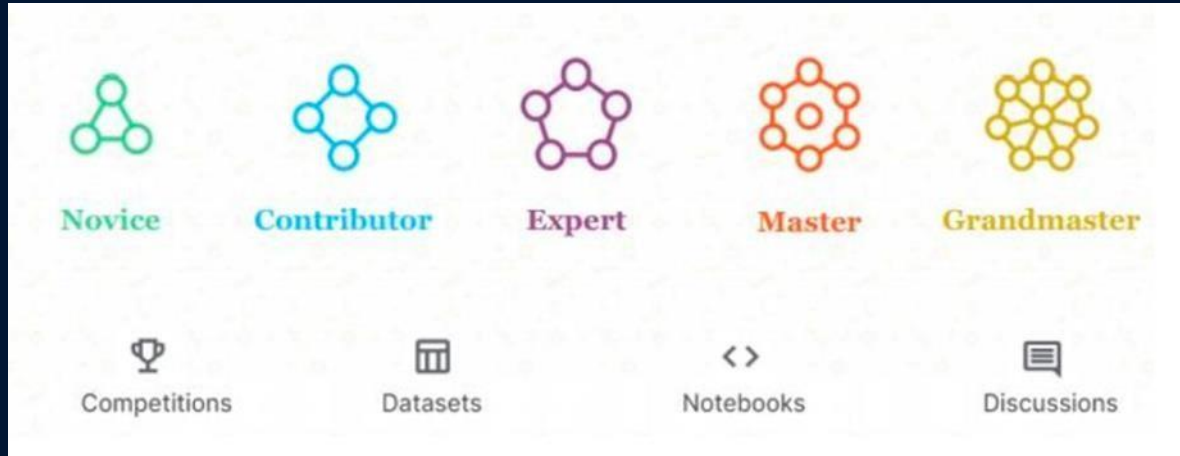 Novice Contributor Expert Master Grandmaster
Competitions Datasets Notebooks Discussions